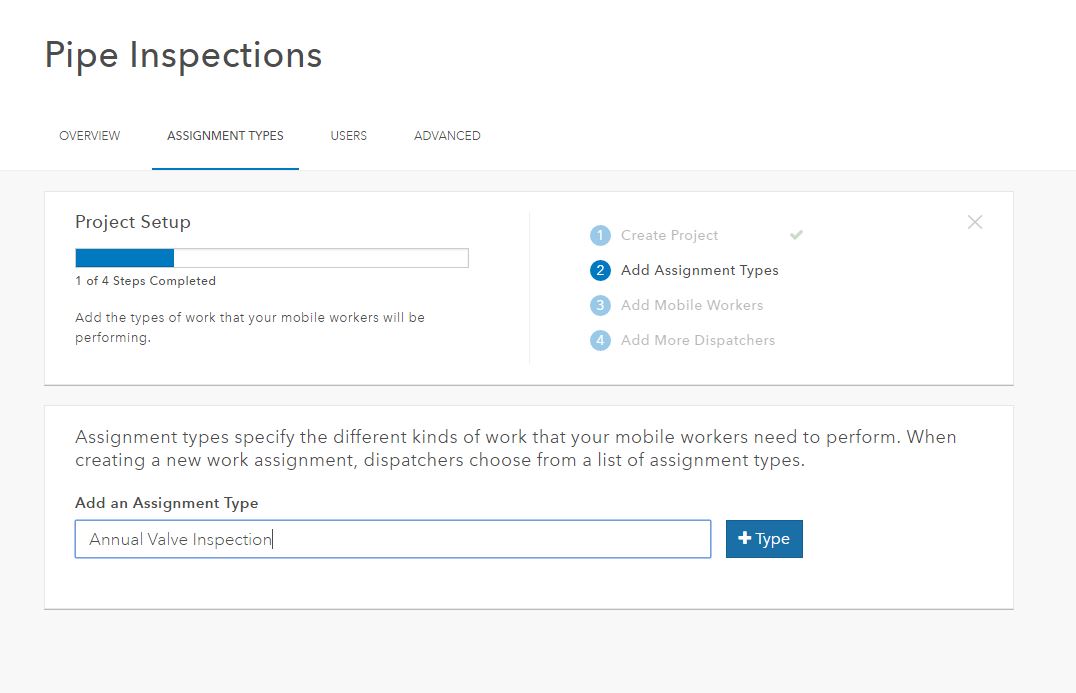 Pipe Inspections
OVERVIEW ASSIGNMENT TYPES USERS ADVANCED
Project Setup
1 of 4 Steps Completed
Add the types of work that your mobile workers will be
performing.
1 Create Project
2 Add Assignment Types
3 Add Mobile Workers
4 Add More Dispatchers
Assignment types specify the different kinds of work that your mobile workers need to perform. When
creating a new work assignment, dispatchers choose from a list of assignment types.
Add an Assignment Type
Annual Valve Inspection
+ Type